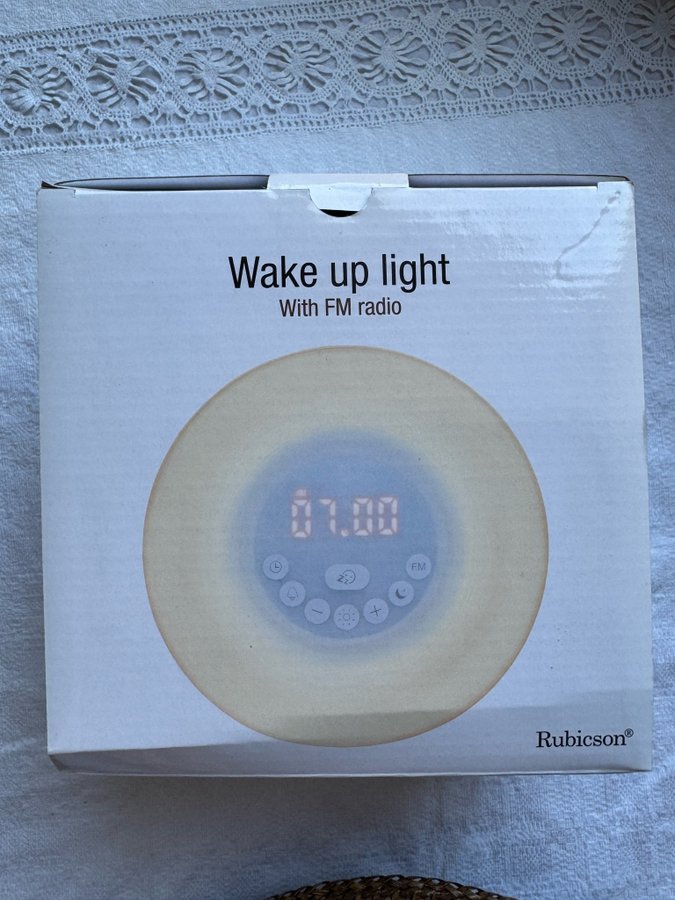 Wake up light
With FM radio
07.00
FM
Rubicson®